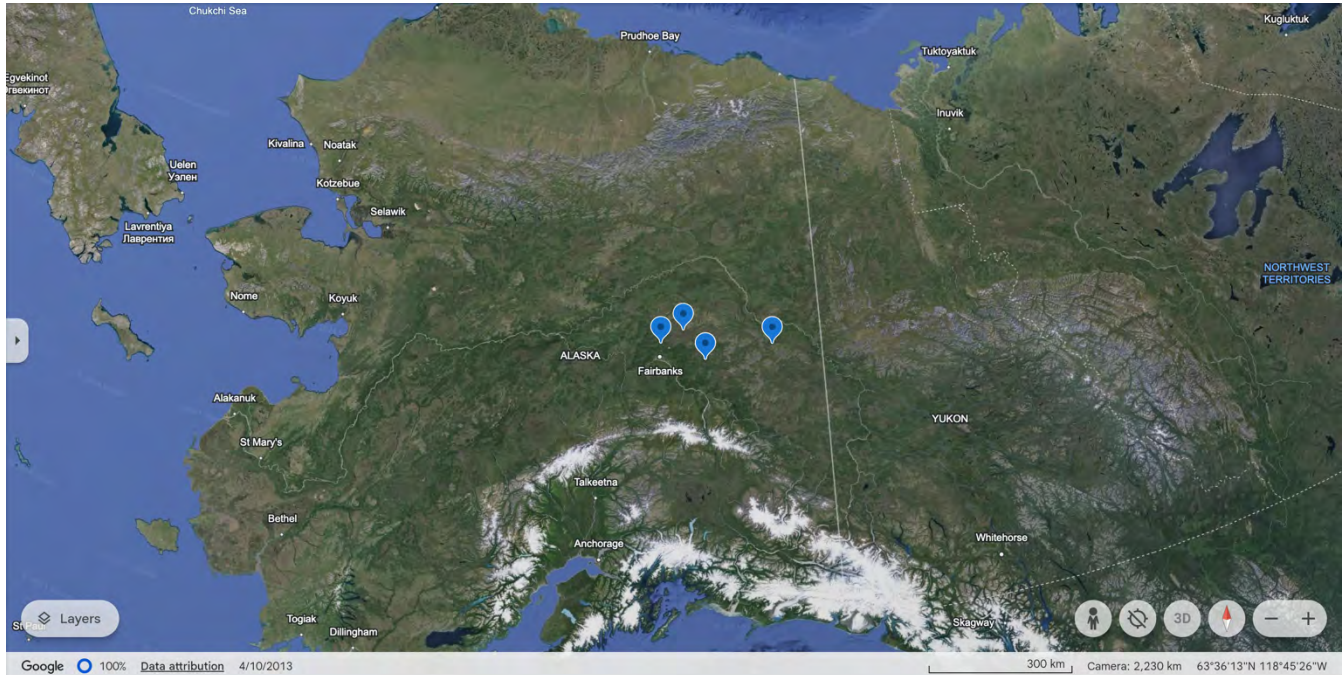 Chukchi Sea
Kugluktuk
Prudhoe Bay
Tuktoyaktuk
Egvekinot
Эгвекинот
Inuvik
Kivalina
Noatak
Uelen
Уэлен
Kotzebue
Selawik
Lavrentiya
Лаврентия
NORTHWEST
TERRITORIES
Nome
Koyuk
ALASKA
Fairbanks
Alakanuk
YUKON
St Mary's
Talkeetna
Bethel
Whitehorse
Anchorage
Layers
Togiak
Dillingham
Skagway
3D
Google 100% Data attribution 4/10/2013 300 km Camera: 2,230 km 63°36'13"N 118°45'26"W